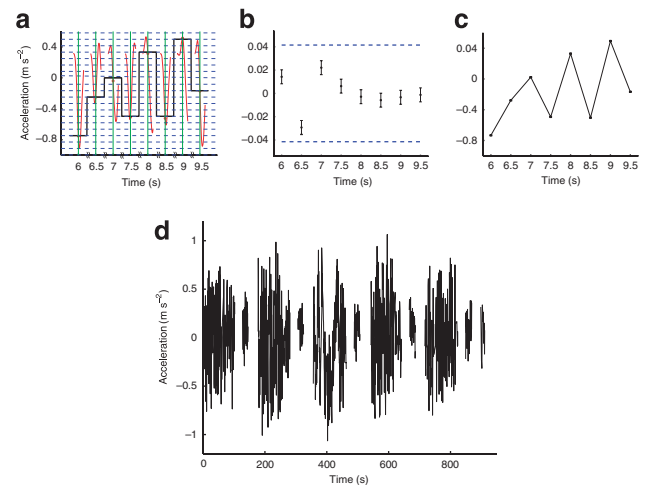 a
Acceleration (m s⁻²)
0.4
0
−0.4
−0.8
6 6.5 7 7.5 8 8.5 9 9.5
Time (s)
b
0.04
0.02
0
−0.02
−0.04
6 6.5 7 7.5 8 8.5 9 9.5
Time (s)
c
0.04
0
−0.4
−0.8
6 6.5 7 7.5 8 8.5 9 9.5
Time (s)
d
Acceleration (m s⁻²)
1
0.5
0
−0.5
−1
0 200 400 600 800
Time (s)